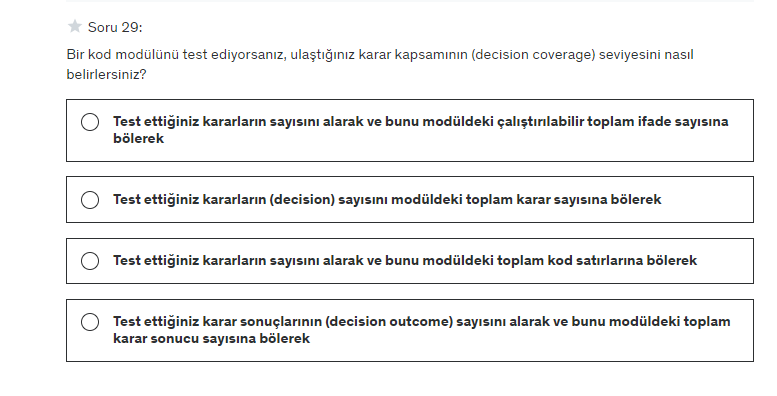 Soru 29:
Bir kod modülünü test ediyorsanız, ulaştığınız karar kapsamının (decision coverage) seviyesini nasıl
belirlersiniz?
Test ettiğiniz kararların sayısını alarak ve bunu modüldeki çalıştırılabilir toplam ifade sayısına
bölerek
Test ettiğiniz kararların (decision) sayısını modüldeki toplam karar sayısına bölerek
Test ettiğiniz kararların sayısını alarak ve bunu modüldeki toplam kod satırlarına bölerek
Test ettiğiniz karar sonuçlarının (decision outcome) sayısını alarak ve bunu modüldeki toplam
karar sonucu sayısına bölerek